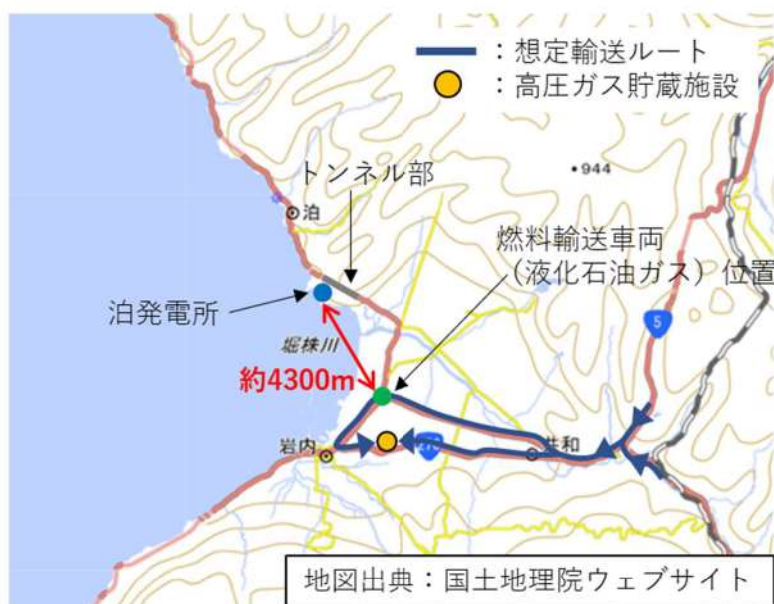 ：想定輸送ルート
：高圧ガス貯蔵施設
トンネル部
・944
泊
燃料輸送車両
（液化石油ガス）位置
泊発電所
5
堀株川
約4300m
岩内
276
共和
地図出典：国土地理院ウェブサイト